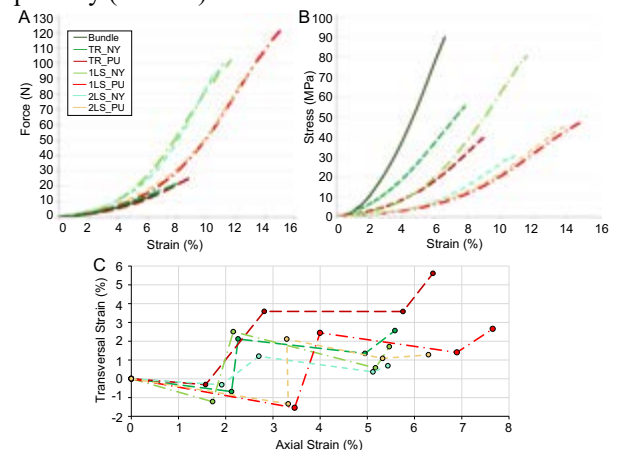 A
130
120
110
100
90
80
70
60
50
40
30
20
10
0
Force (N)
Bundle
TR_NY
TR_PU
1LS_NY
1LS_PU
2LS_NY
2LS_PU
0 2 4 6 8 10 12 14 16
Strain (%)
B
100
90
80
70
60
50
40
30
20
10
0
Stress (MPa)
0 2 4 6 8 10 12 14 16
Strain (%)
C
6
5
4
3
2
1
0
-1
-2
Transversal Strain (%)
0 1 2 3 4 5 6 7 8
Axial Strain (%)